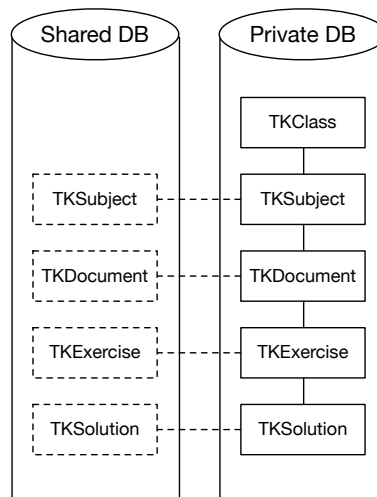 Shared DB Private DB
TKClass
TKSubject TKSubject
TKDocument TKDocument
TKExercise TKExercise
TKSolution TKSolution